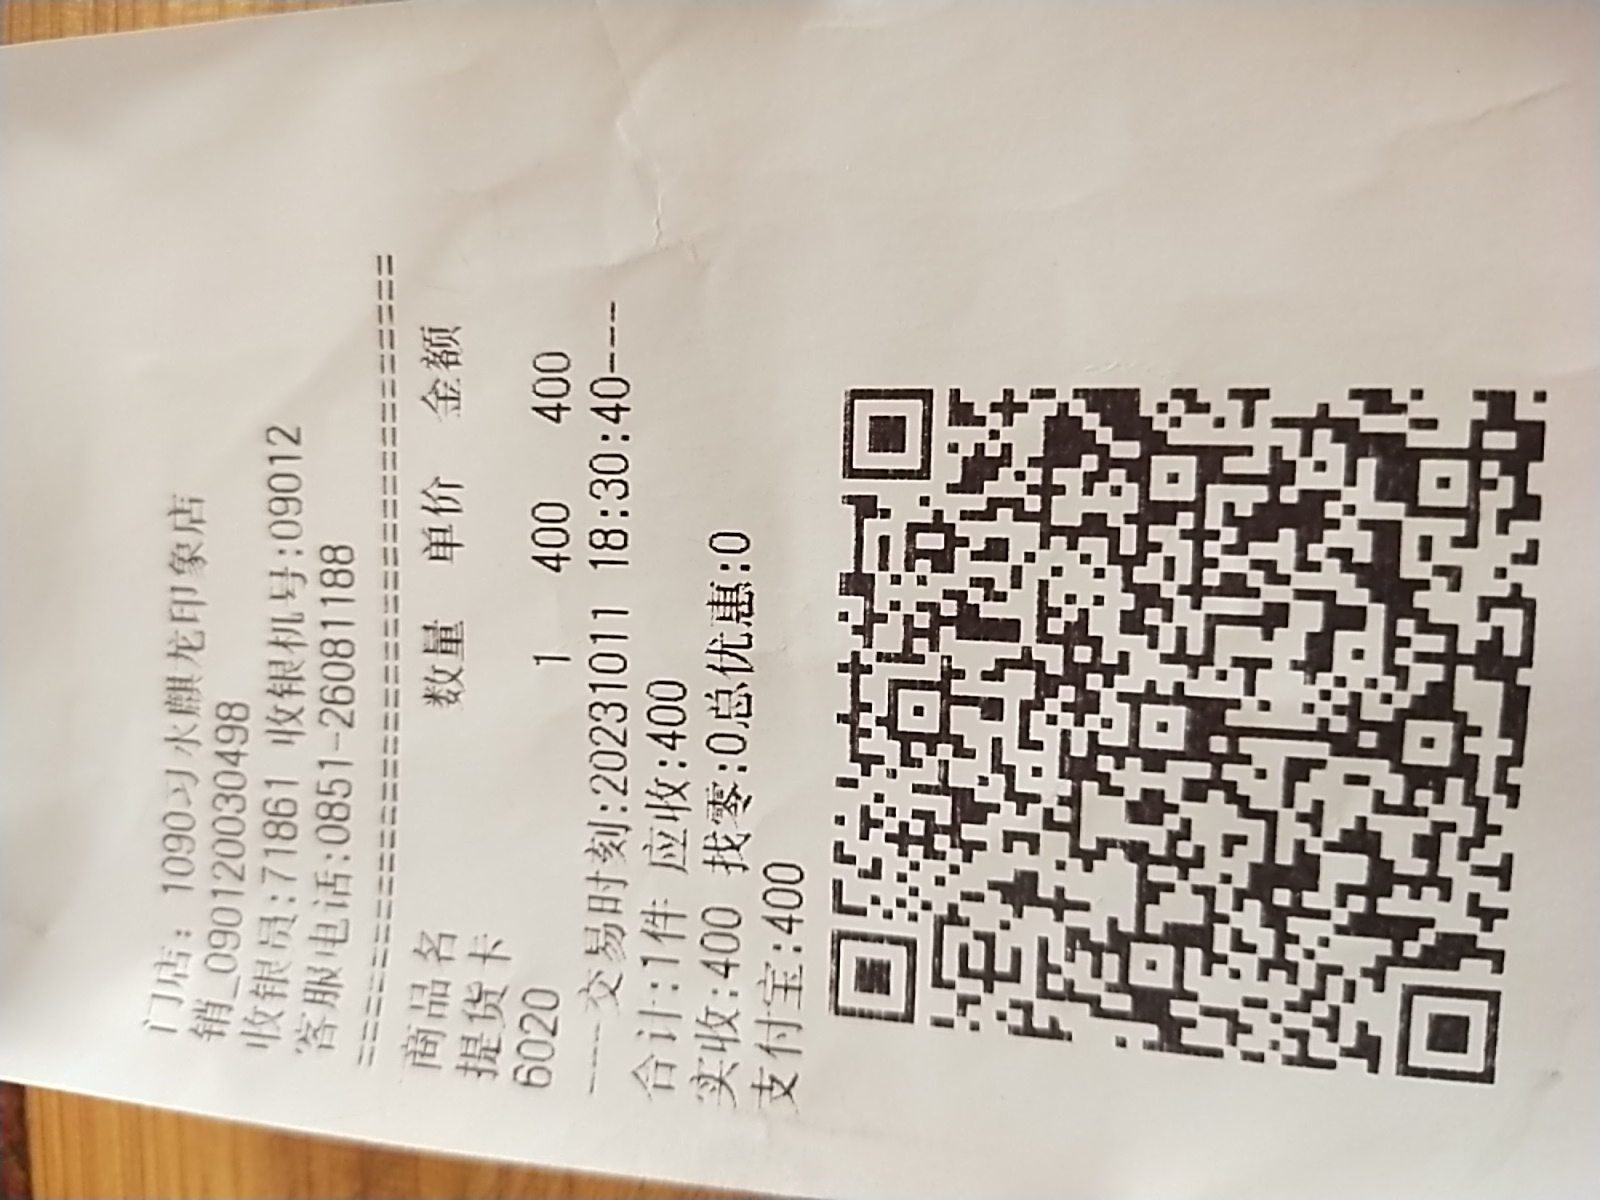 门店：1090习水麒龙印象店
销_09012003​0498
收银员:71861 收银机号:09012
客服电话:0851-26081188
========================================
商品名 数量 单价 金额
提货卡
6020 1 400 400
----交易时刻:20231011 18:30:40----
合计:1件 应收:400
实收:400 找零:0总优惠:0
支付宝:400